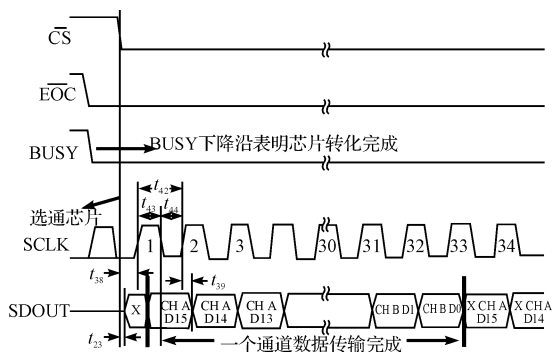 CS
EOC
BUSY
BUSY下降沿表明芯片转化完成
t42
t43 t44
选通芯片
SCLK
1 2 3 30 31 32 33 34
t38
t39
SDOUT
X CH A D15 CH A D14 CH A D13 CH B D1 CH B D0 X CH A D15 X CH A D14
t23
一个通道数据传输完成